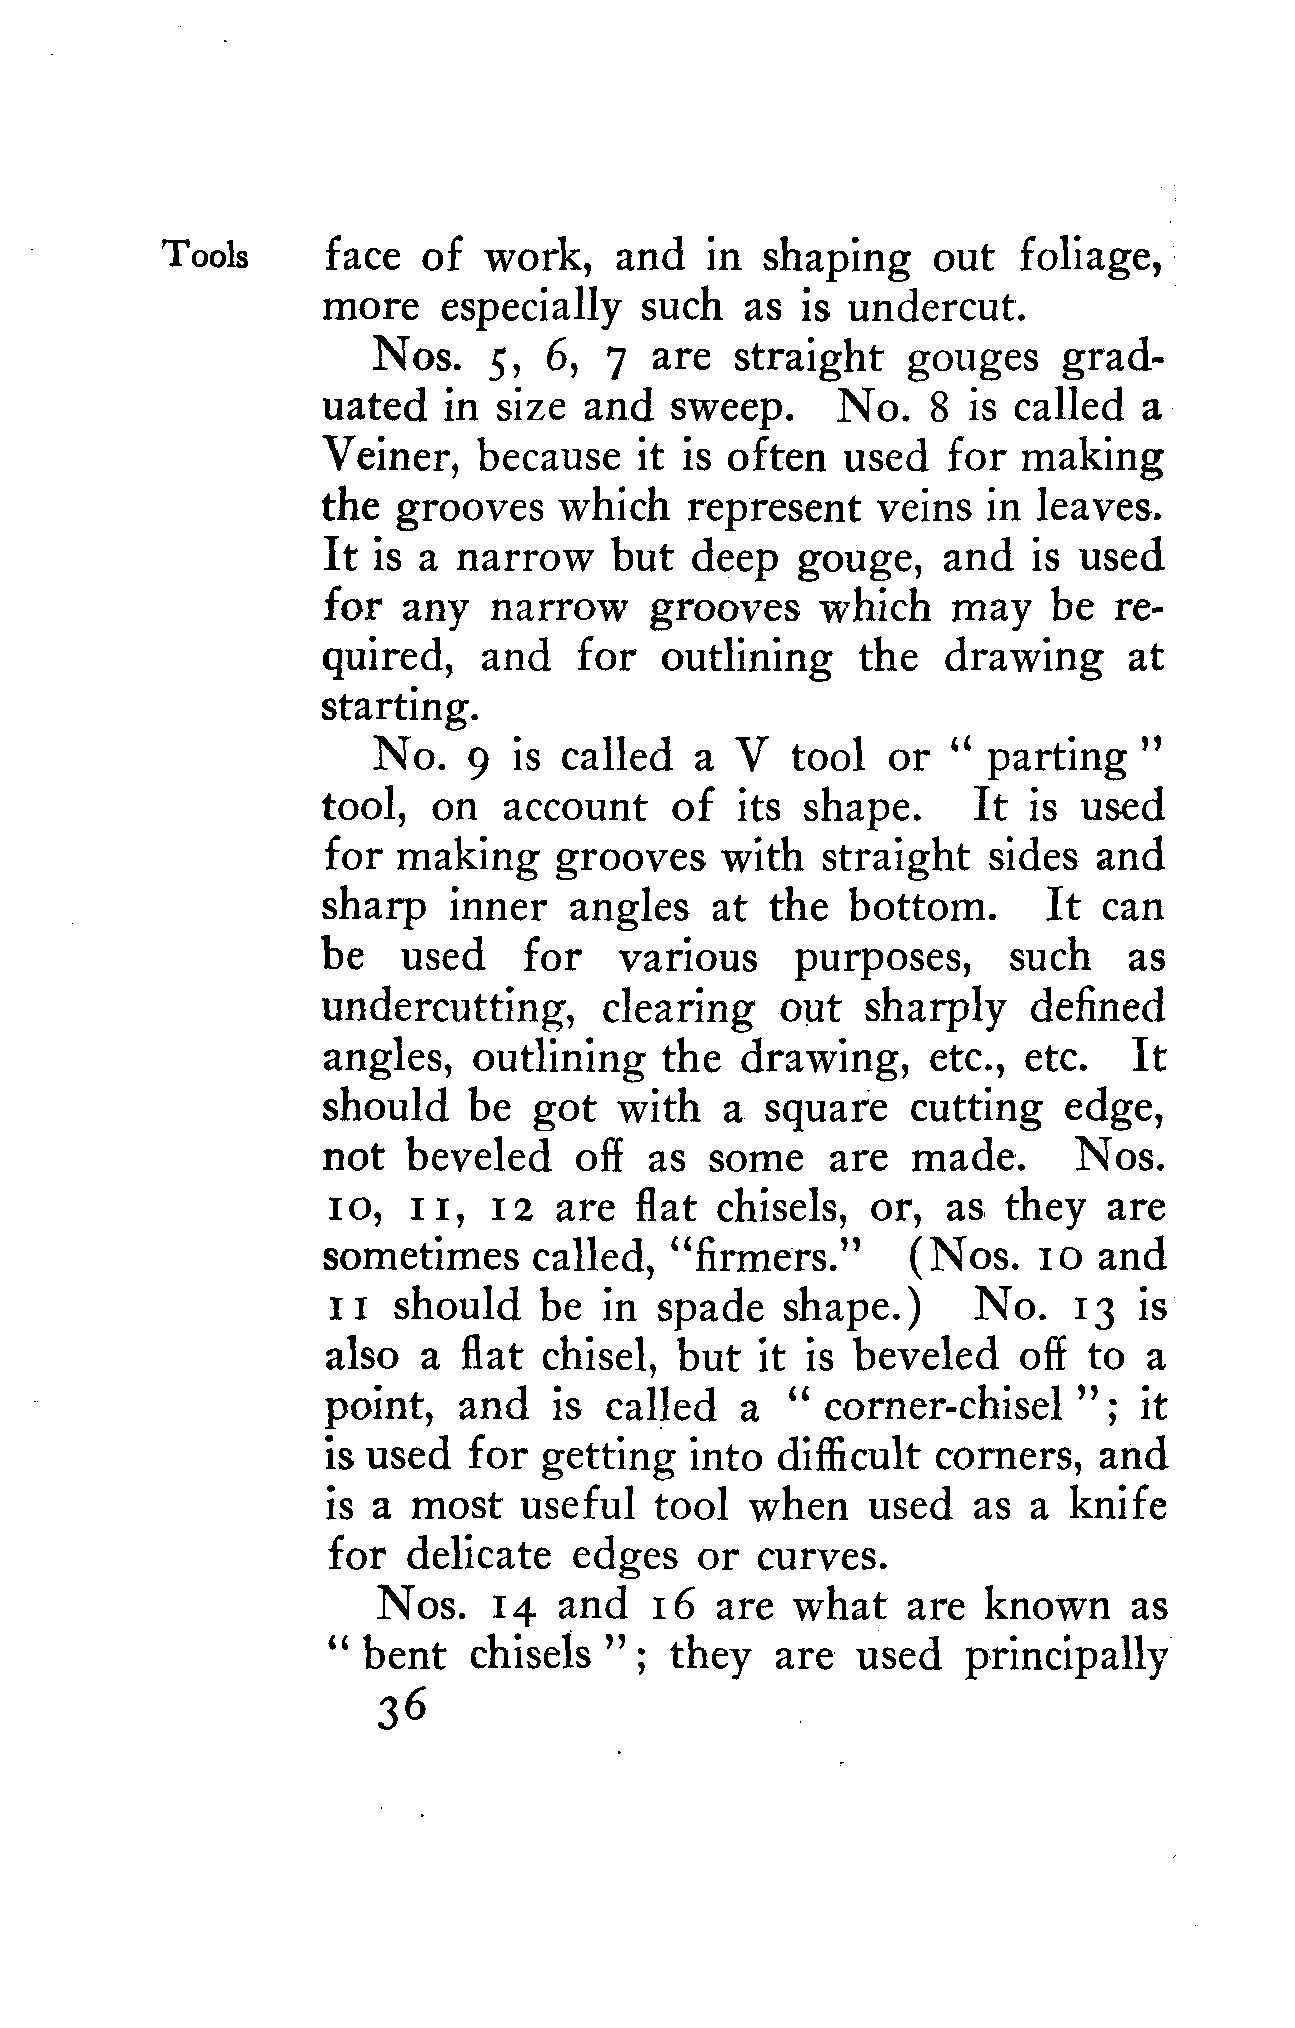 Tools
face of work, and in shaping out foliage,
more especially such as is undercut.
Nos. 5, 6, 7 are straight gouges grad-
uated in size and sweep. No. 8 is called a
Veiner, because it is often used for making
the grooves which represent veins in leaves.
It is a narrow but deep gouge, and is used
for any narrow grooves which may be re-
quired, and for outlining the drawing at
starting.
No. 9 is called a V tool or " parting "
tool, on account of its shape. It is used
for making grooves with straight sides and
sharp inner angles at the bottom. It can
be used for various purposes, such as
undercutting, clearing out sharply defined
angles, outlining the drawing, etc., etc. It
should be got with a square cutting edge,
not beveled off as some are made. Nos.
10, 11, 12 are flat chisels, or, as they are
sometimes called, "firmers." (Nos. 10 and
11 should be in spade shape.) No. 13 is
also a flat chisel, but it is beveled off to a
point, and is called a " corner-chisel "; it
is used for getting into difficult corners, and
is a most useful tool when used as a knife
for delicate edges or curves.
Nos. 14 and 16 are what are known as
" bent chisels "; they are used principally
36